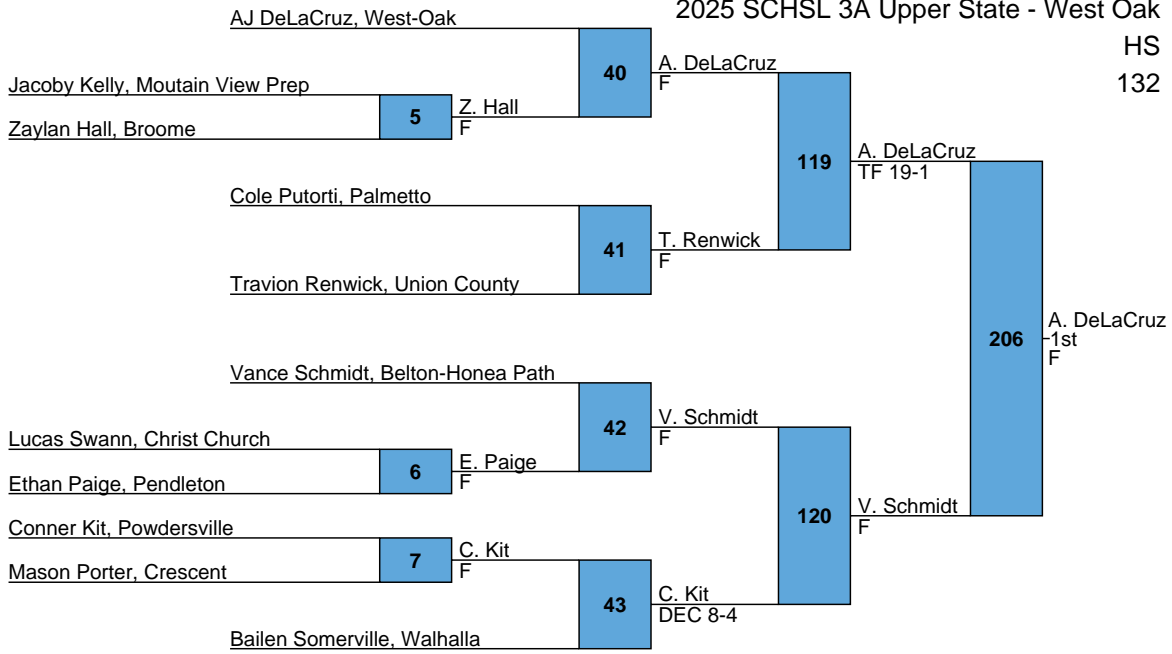 2025 SCHSL 3A Upper State - West Oak
HS
132
AJ DeLaCruz, West-Oak
40
A. DeLaCruz
F
Jacoby Kelly, Moutain View Prep
5
Z. Hall
F
Zaylan Hall, Broome
119
A. DeLaCruz
TF 19-1
Cole Putorti, Palmetto
41
T. Renwick
F
Travion Renwick, Union County
206
A. DeLaCruz
1st
F
Vance Schmidt, Belton-Honea Path
42
V. Schmidt
F
Lucas Swann, Christ Church
6
E. Paige
F
Ethan Paige, Pendleton
120
V. Schmidt
F
Conner Kit, Powdersville
7
C. Kit
F
Mason Porter, Crescent
43
C. Kit
DEC 8-4
Bailen Somerville, Walhalla